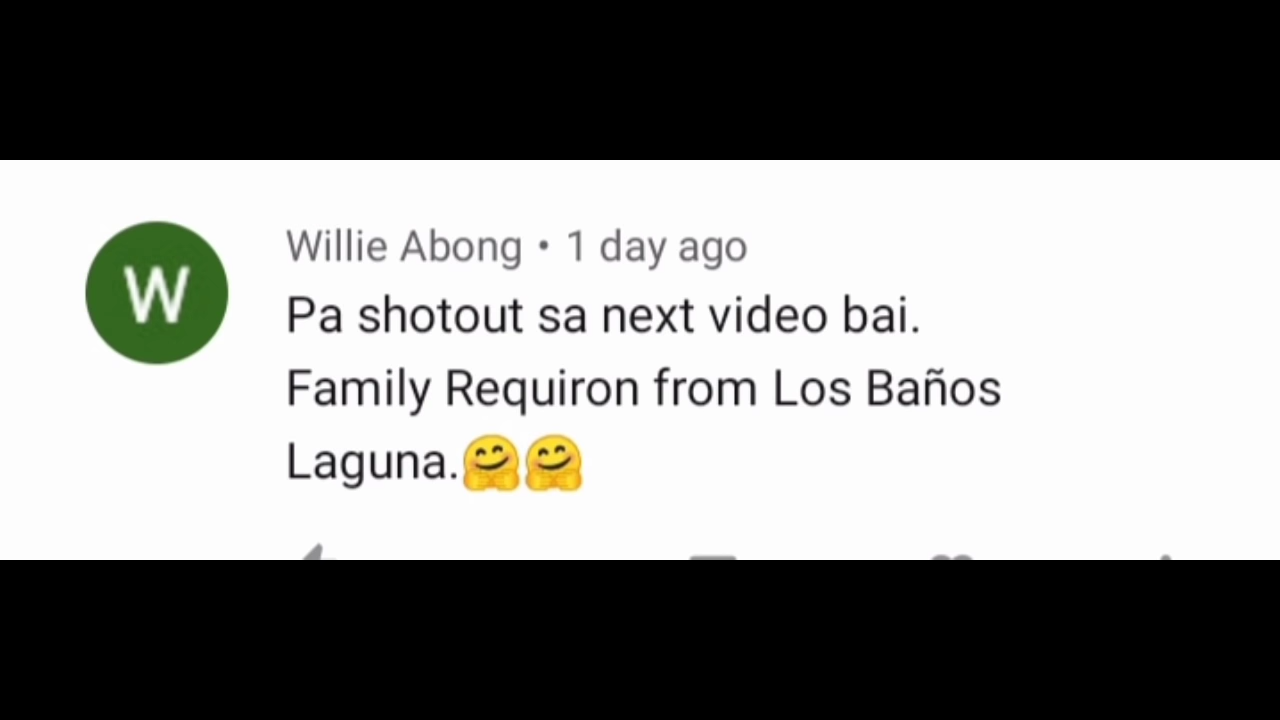 W
Willie Abong • 1 day ago
Pa shotout sa next video bai.
Family Requiron from Los Baños
Laguna.🤗🤗